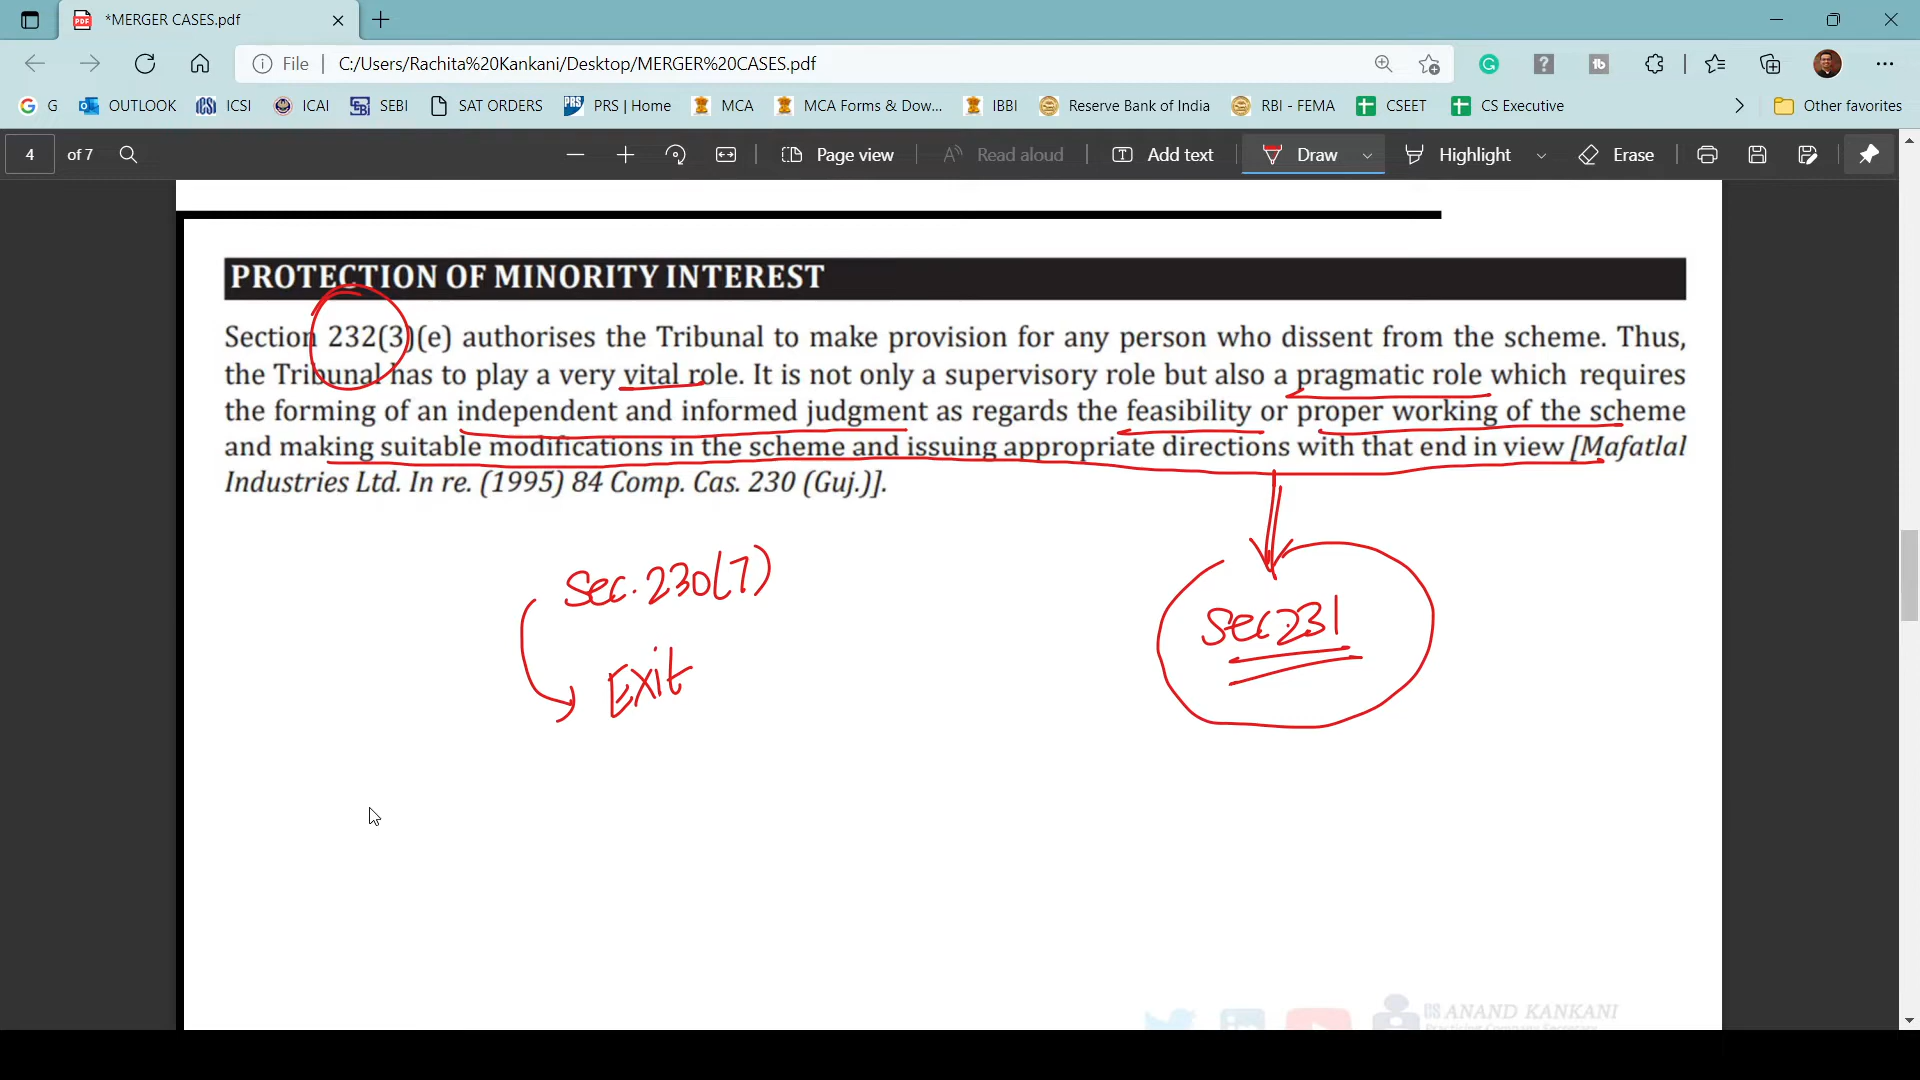 *MERGER CASES.pdf
File | C:/Users/Rachita%20Kankani/Desktop/MERGER%20CASES.pdf
G OUTLOOK ICSI ICAI SEBI SAT ORDERS PRS | Home MCA MCA Forms & Dow... IBBI Reserve Bank of India RBI - FEMA CSEET CS Executive Other favorites
4 of 7 Page view Read aloud Add text Draw Highlight Erase
PROTECTION OF MINORITY INTEREST
Section 232(3)(e) authorises the Tribunal to make provision for any person who dissent from the scheme. Thus,
the Tribunal has to play a very vital role. It is not only a supervisory role but also a pragmatic role which requires
the forming of an independent and informed judgment as regards the feasibility or proper working of the scheme
and making suitable modifications in the scheme and issuing appropriate directions with that end in view [Mafatlal
Industries Ltd. In re. (1995) 84 Comp. Cas. 230 (Guj.)].
Sec. 230(7)
Sec 231
Exit
CS ANAND KANKANI